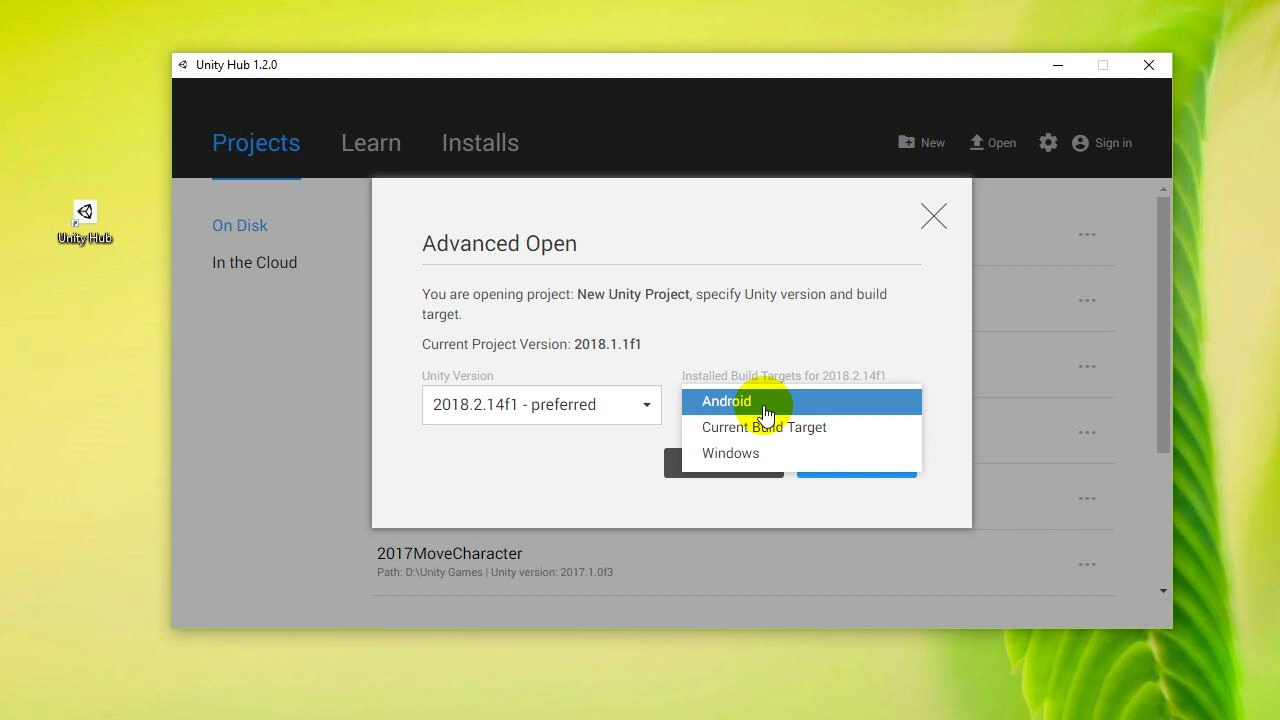 Unity Hub 1.2.0
Projects
Learn
Installs
New
Open
Sign in
Unity Hub
On Disk
In the Cloud
Advanced Open
You are opening project: New Unity Project, specify Unity version and build
target.
Current Project Version: 2018.1.1f1
Unity Version
Installed Build Targets for 2018.2.14f1
2018.2.14f1 - preferred
Android
Current Build Target
Windows
2017MoveCharacter
Path: D:\Unity Games | Unity version: 2017.1.0f3